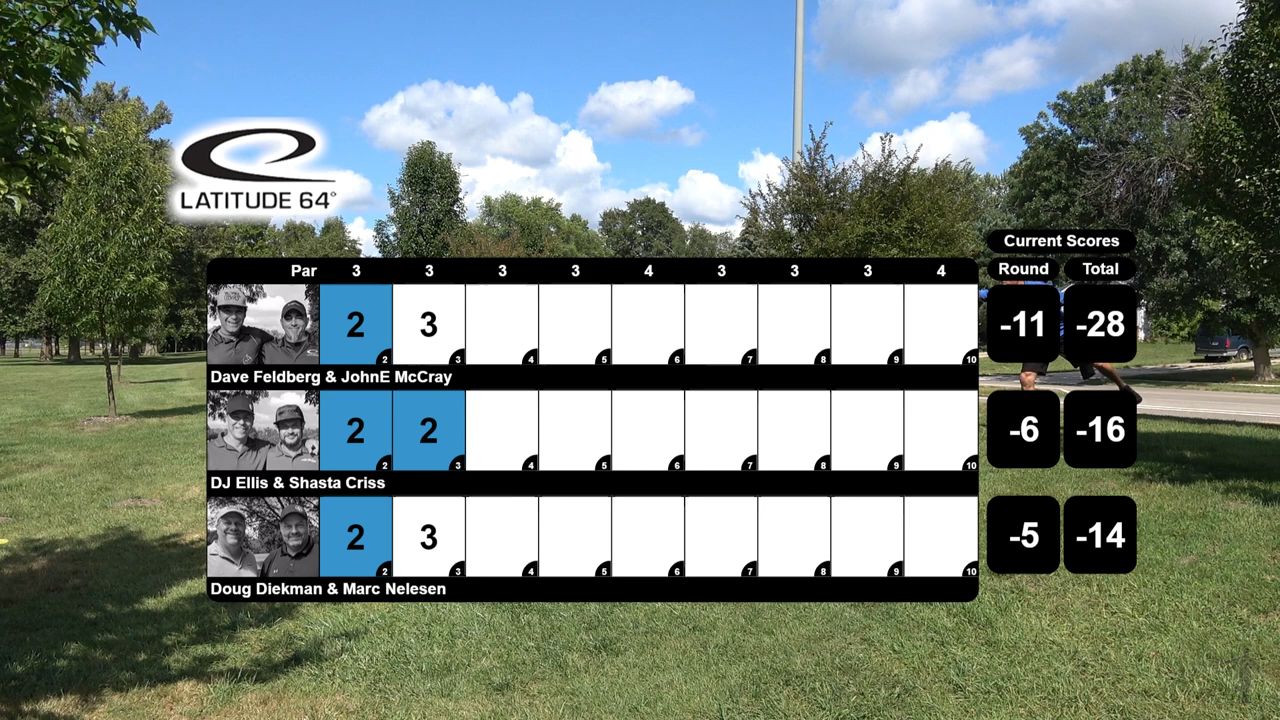 LATITUDE 64°
Current Scores
Par 3 3 3 3 4 3 3 3 4 Round Total
2 3 -11 -28
2 3 4 5 6 7 8 9 10
Dave Feldberg & JohnE McCray
2 2 -6 -16
2 3 4 5 6 7 8 9 10
DJ Ellis & Shasta Criss
2 3 -5 -14
2 3 4 5 6 7 8 9 10
Doug Diekman & Marc Nelesen